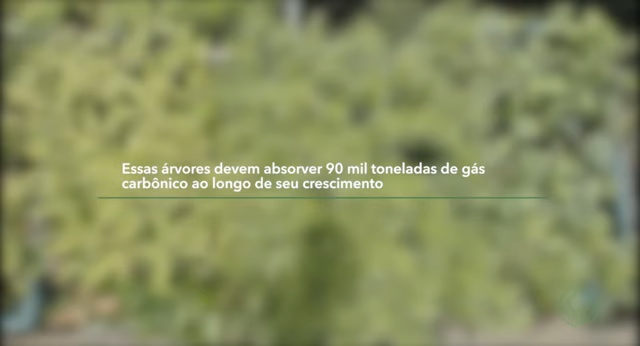 Essas árvores devem absorver 90 mil toneladas de gás
carbônico ao longo de seu crescimento